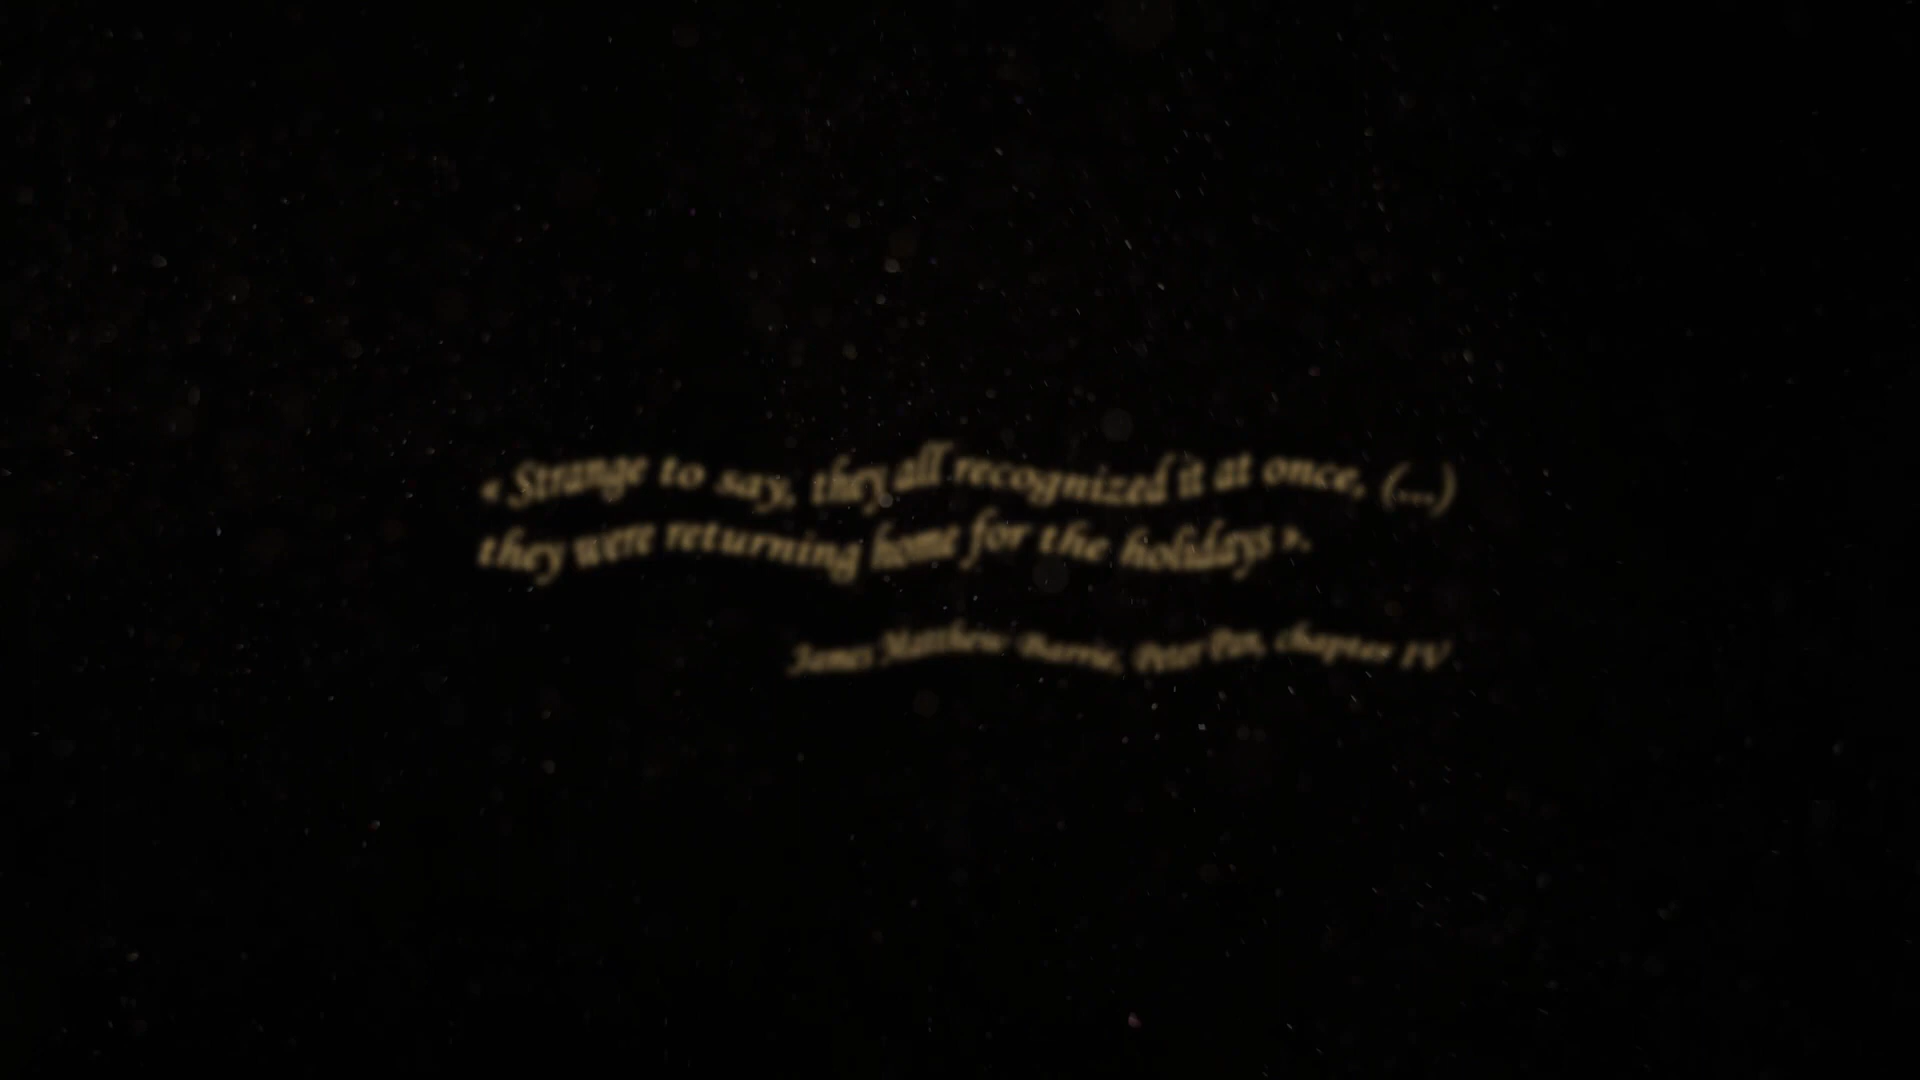 « Strange to say, they all recognized it at once, (...)
they were returning home for the holidays ».
James Matthew Barrie, Peter Pan, chapter IV